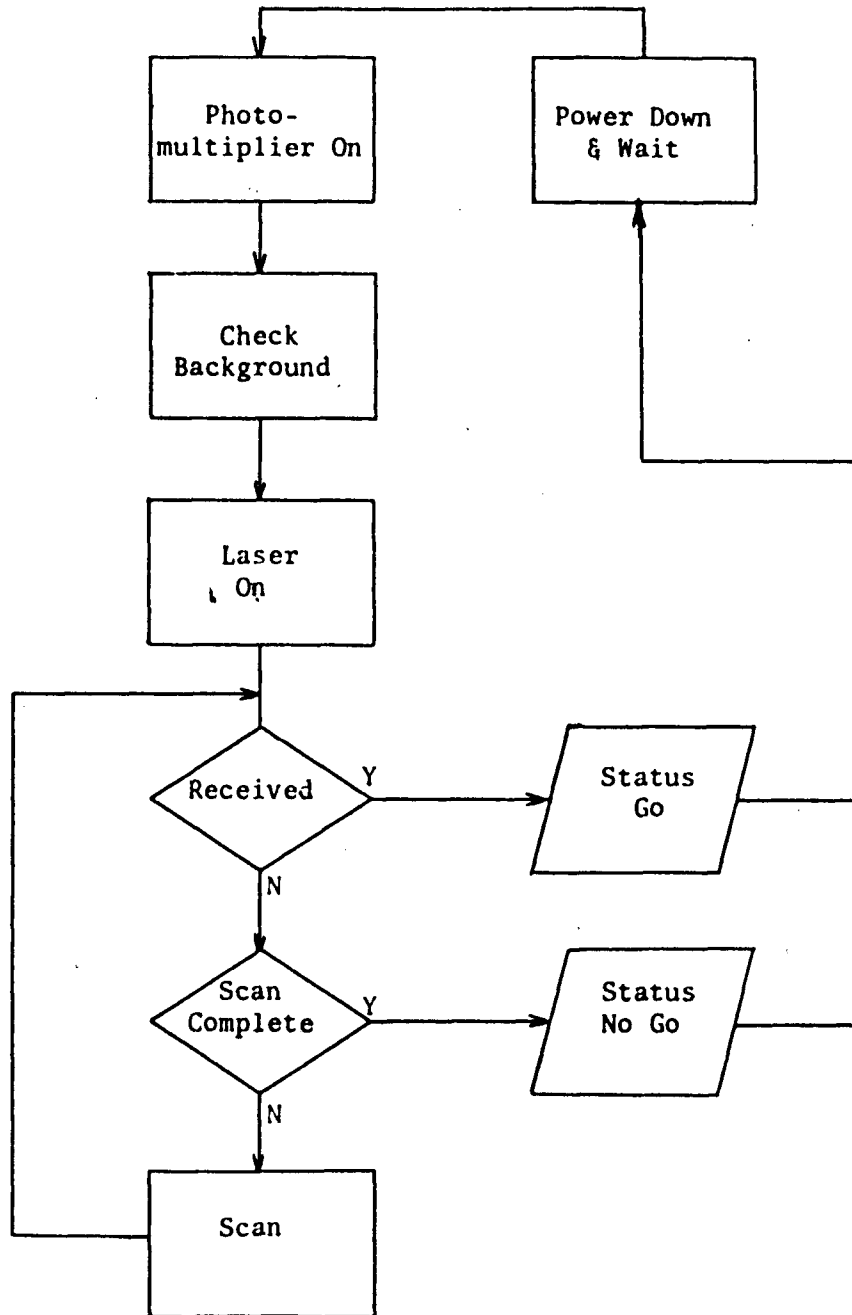 Photo-
multiplier On
Power Down
& Wait
Check
Background
Laser
On
Received
Y
Status
Go
N
Scan
Complete
Y
Status
No Go
N
Scan